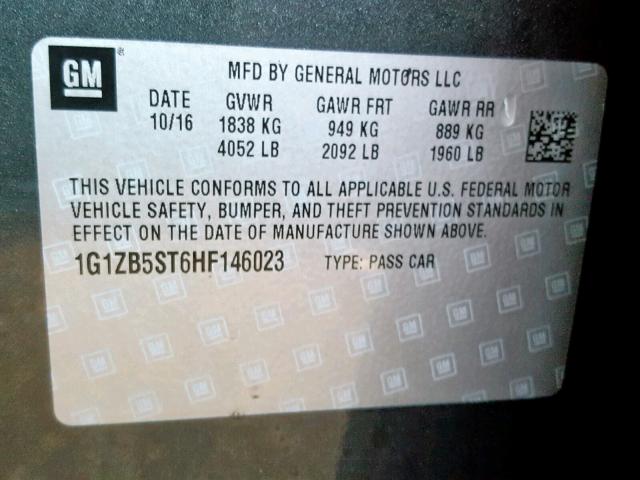 GM
MFD BY GENERAL MOTORS LLC
DATE GVWR GAWR FRT GAWR RR
10/16 1838 KG 949 KG 889 KG
4052 LB 2092 LB 1960 LB
THIS VEHICLE CONFORMS TO ALL APPLICABLE U.S. FEDERAL MOTOR
VEHICLE SAFETY, BUMPER, AND THEFT PREVENTION STANDARDS IN
EFFECT ON THE DATE OF MANUFACTURE SHOWN ABOVE.
1G1ZB5ST6HF146023 TYPE: PASS CAR